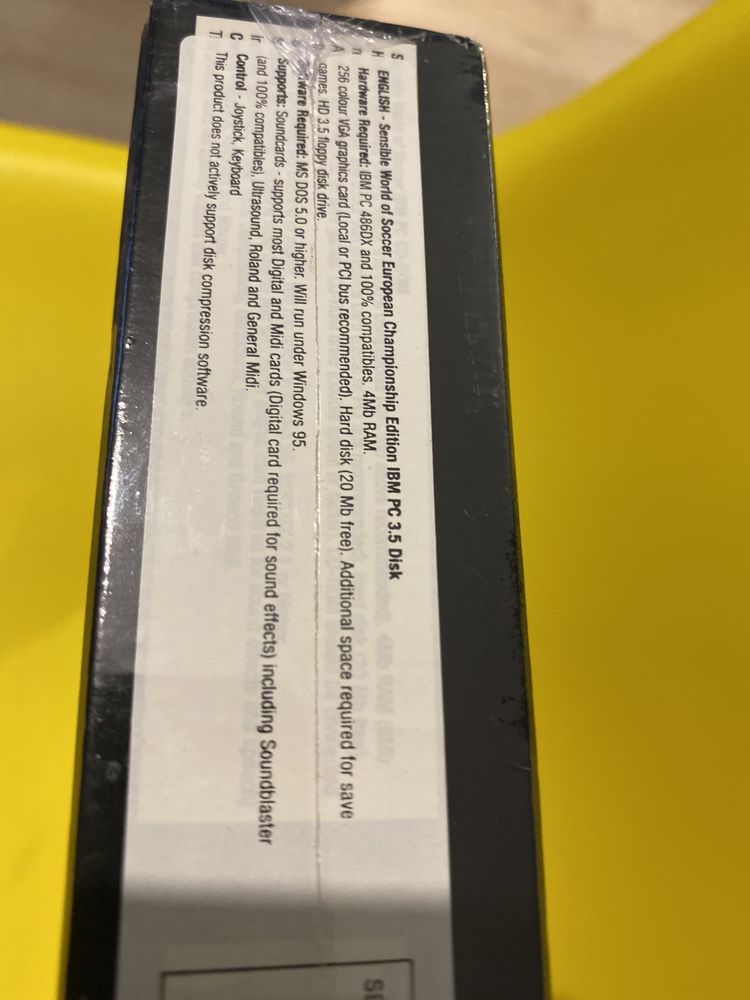 S
ENGLISH - Sensible World of Soccer European Championship Edition IBM PC 3.5 Disk
H
Hardware Required: IBM PC 486DX and 100% compatibles. 4Mb RAM.
A 256 colour VGA graphics card (Local or PCI bus recommended). Hard disk (20 Mb free). Additional space required for save
games. HD 3.5 floppy disk drive.
ware Required: MS DOS 5.0 or higher. Will run under Windows 95.
Supports: Soundcards - supports most Digital and Midi cards (Digital card required for sound effects) including Soundblaster
in (and 100% compatibles), Ultrasound, Roland and General Midi.
C Control - Joystick, Keyboard
T This product does not actively support disk compression software.
SE